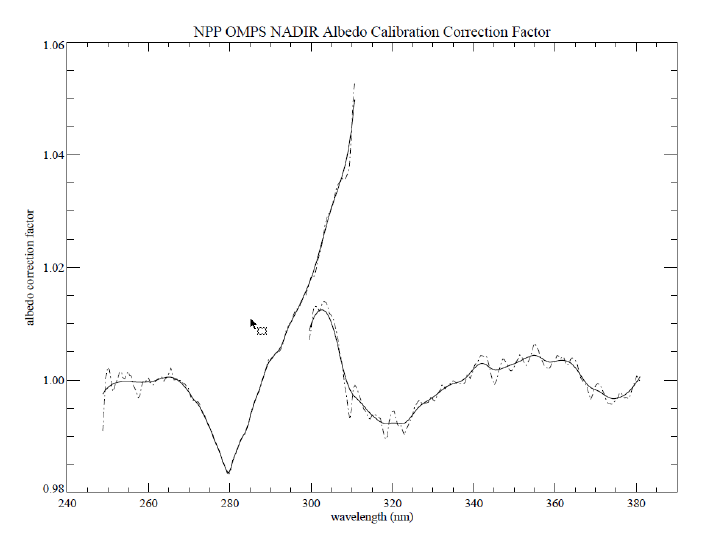 NPP OMPS NADIR Albedo Calibration Correction Factor
1.06
1.04
1.02
1.00
0.98
albedo correction factor
240 260 280 300 320 340 360 380
wavelength (nm)